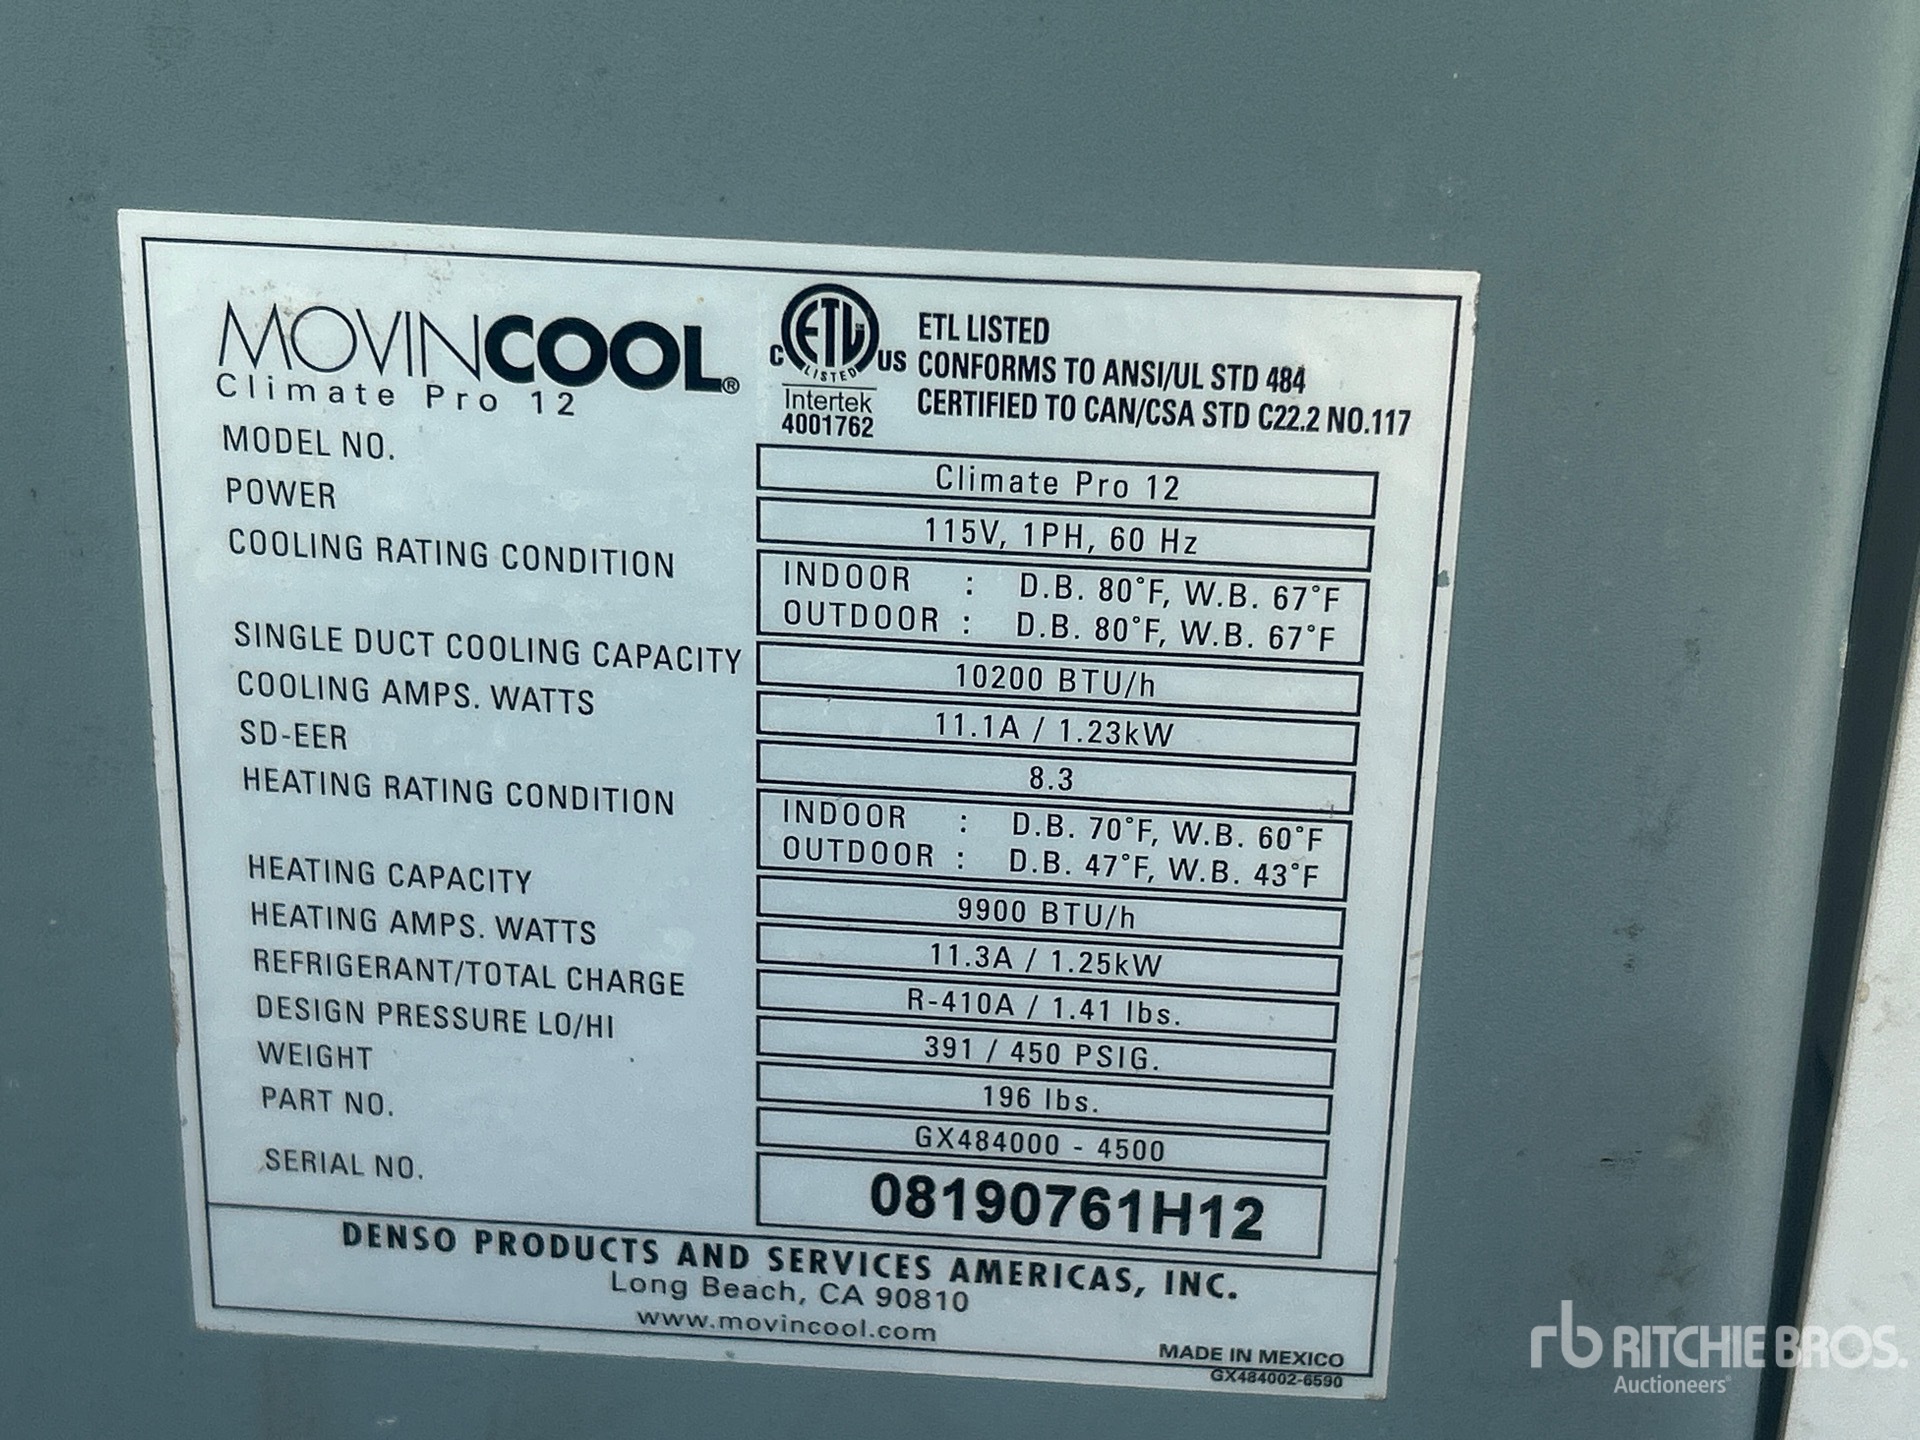 MOVINCOOL®
Climate Pro 12
C ETL US
LISTED
Intertek
4001762
ETL LISTED
CONFORMS TO ANSI/UL STD 484
CERTIFIED TO CAN/CSA STD C22.2 NO.117
MODEL NO. Climate Pro 12
POWER 115V, 1PH, 60 Hz
COOLING RATING CONDITION INDOOR : D.B. 80°F, W.B. 67°F
OUTDOOR : D.B. 80°F, W.B. 67°F
SINGLE DUCT COOLING CAPACITY 10200 BTU/h
COOLING AMPS. WATTS 11.1A / 1.23kW
SD-EER 8.3
HEATING RATING CONDITION INDOOR : D.B. 70°F, W.B. 60°F
OUTDOOR : D.B. 47°F, W.B. 43°F
HEATING CAPACITY 9900 BTU/h
HEATING AMPS. WATTS 11.3A / 1.25kW
REFRIGERANT/TOTAL CHARGE R-410A / 1.41 lbs.
DESIGN PRESSURE LO/HI 391 / 450 PSIG.
WEIGHT 196 lbs.
PART NO. GX484000 - 4500
SERIAL NO. 08190761H12
DENSO PRODUCTS AND SERVICES AMERICAS, INC.
Long Beach, CA 90810
www.movincool.com
MADE IN MEXICO
GX484002-6590
rb RITCHIE BROS.
Auctioneers